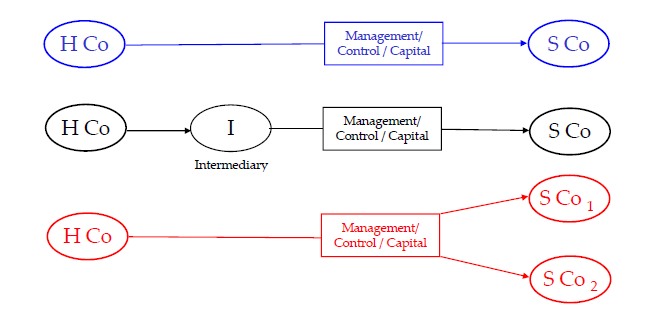 H Co
Management/
Control / Capital
S Co
H Co
I
Intermediary
Management/
Control / Capital
S Co
H Co
Management/
Control / Capital
S Co 1
S Co 2